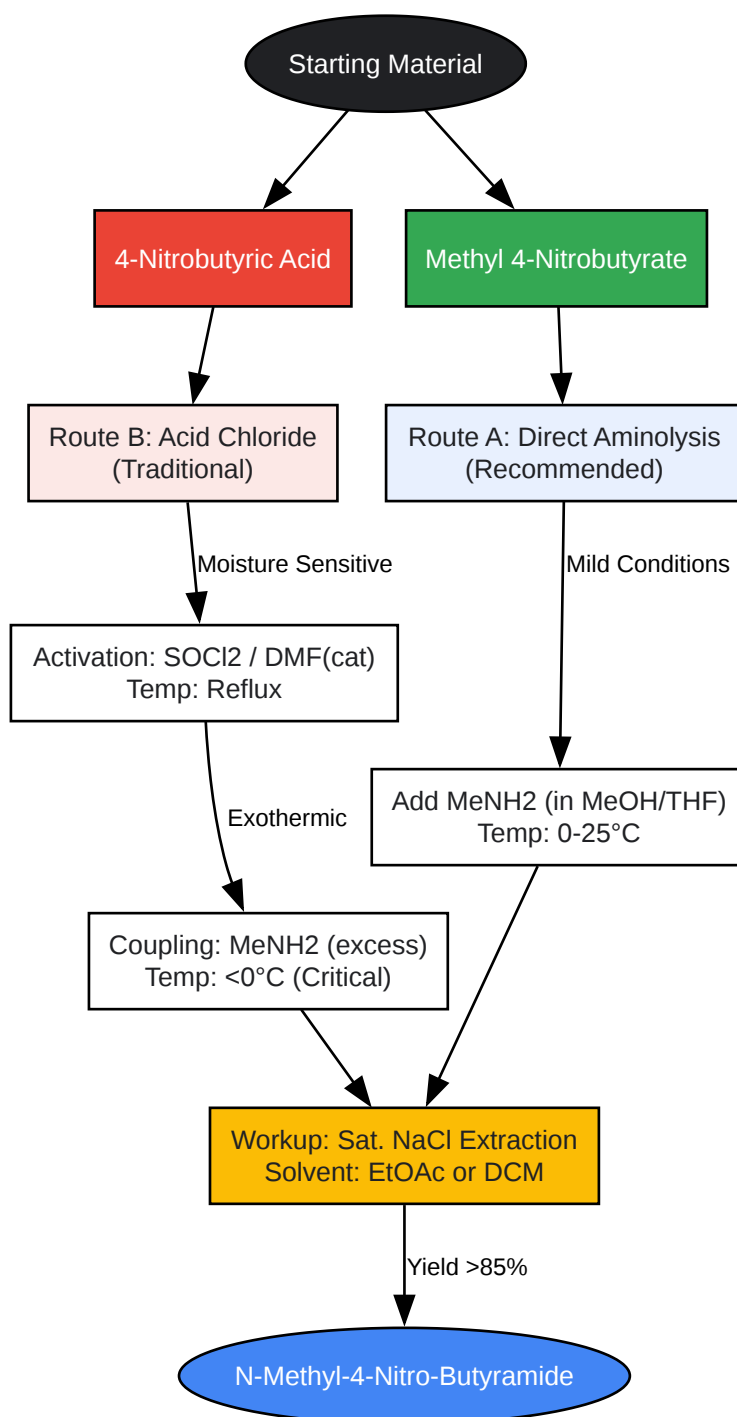 Starting Material
4-Nitrobutyric Acid
Methyl 4-Nitrobutyrate
Route B: Acid Chloride
(Traditional)
Route A: Direct Aminolysis
(Recommended)
Moisture Sensitive
Mild Conditions
Activation: SOCl2 / DMF(cat)
Temp: Reflux
Exothermic
Add MeNH2 (in MeOH/THF)
Temp: 0-25°C
Coupling: MeNH2 (excess)
Temp: <0°C (Critical)
Workup: Sat. NaCl Extraction
Solvent: EtOAc or DCM
Yield >85%
N-Methyl-4-Nitro-Butyramide